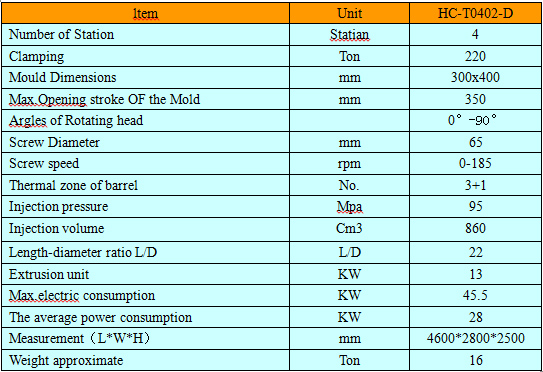 Item Unit HC-T0402-D
Number of Station Statian 4
Clamping Ton 220
Mould Dimensions mm 300x400
Max.Opening stroke OF the Mold mm 350
Argles of Rotating head 0°-90°
Screw Diameter mm 65
Screw speed rpm 0-185
Thermal zone of barrel No. 3+1
Injection pressure Mpa 95
Injection volume Cm3 860
Length-diameter ratio L/D L/D 22
Extrusion unit KW 13
Max.electric consumption KW 45.5
The average power consumption KW 28
Measurement（L*W*H） mm 4600*2800*2500
Weight approximate Ton 16